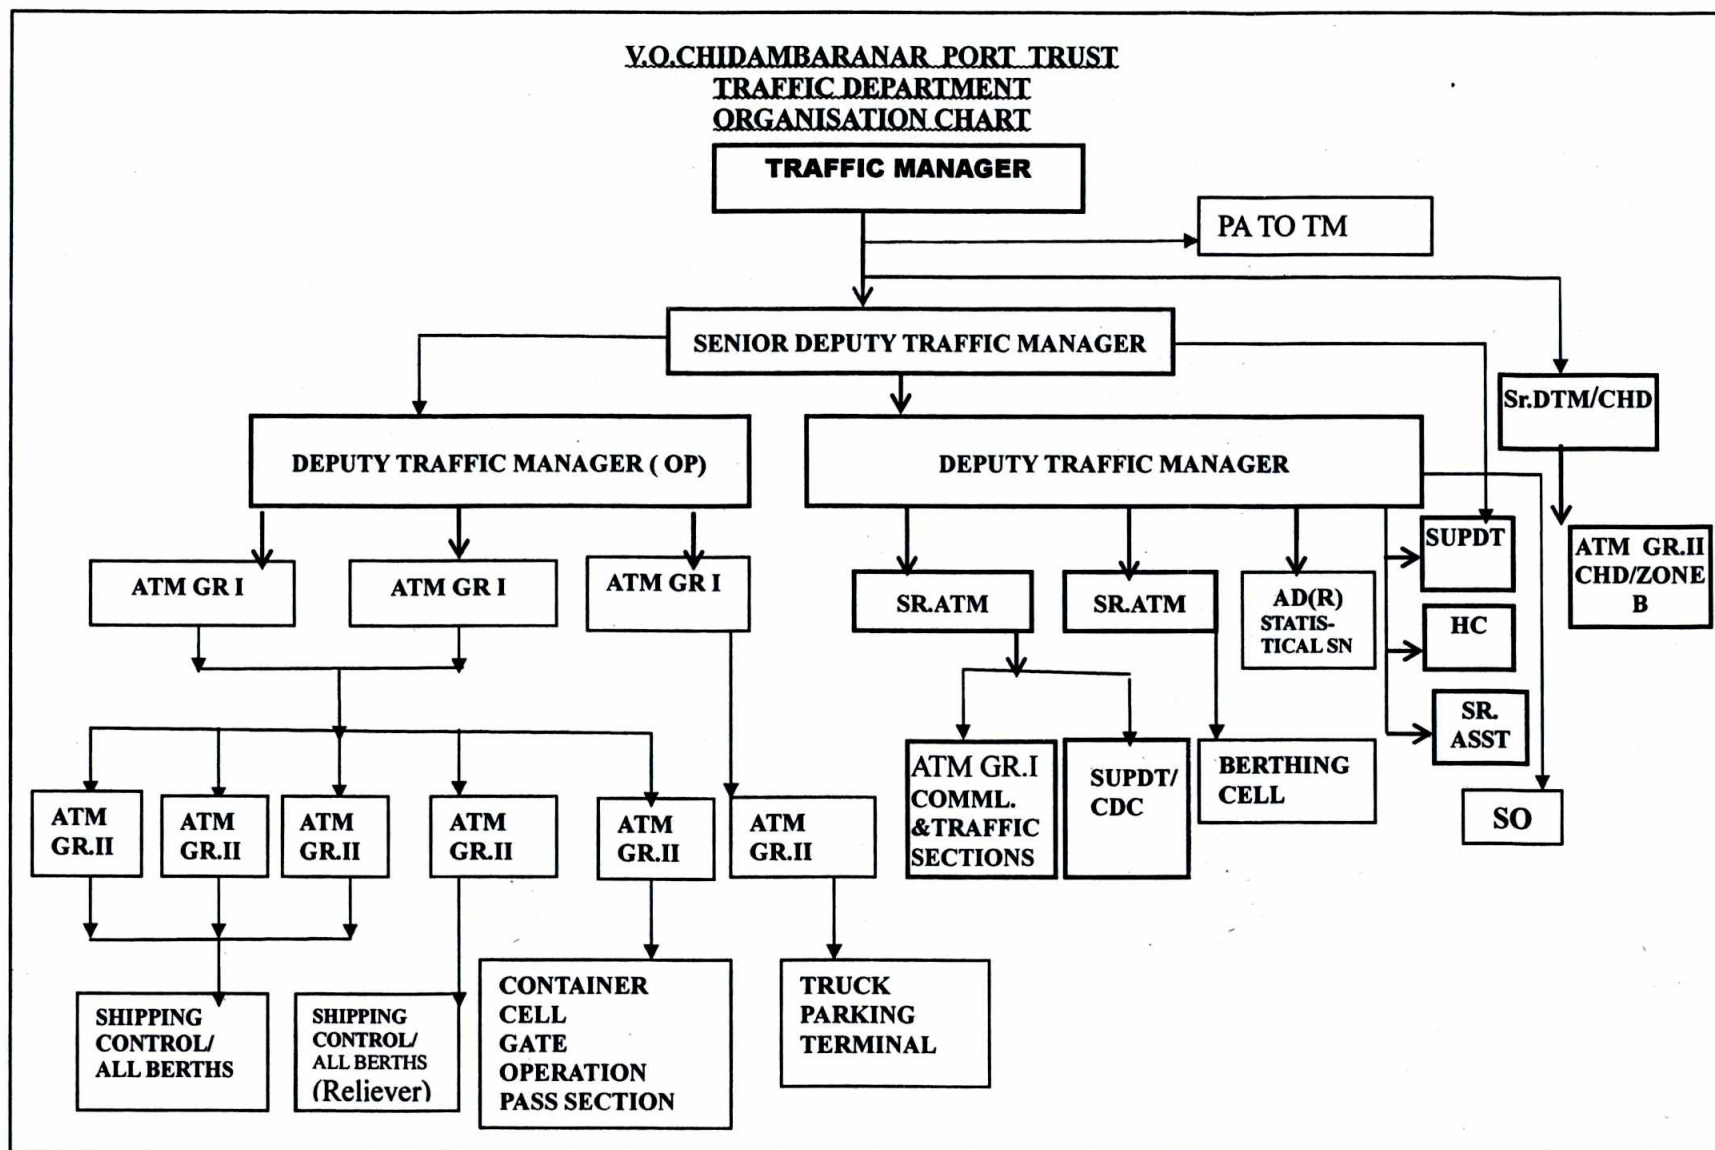 V.O.CHIDAMBARANAR PORT TRUST
TRAFFIC DEPARTMENT
ORGANISATION CHART
TRAFFIC MANAGER
PA TO TM
SENIOR DEPUTY TRAFFIC MANAGER
Sr.DTM/CHD
DEPUTY TRAFFIC MANAGER ( OP)
DEPUTY TRAFFIC MANAGER
ATM GR I
ATM GR I
ATM GR I
SR.ATM
SR.ATM
AD(R)
STATIS-
TICAL SN
SUPDT
HC
SR.
ASST
SO
ATM GR.II
CHD/ZONE
B
ATM
GR.II
ATM
GR.II
ATM
GR.II
ATM
GR.II
ATM
GR.II
ATM
GR.II
ATM GR.I
COMML.
&TRAFFIC
SECTIONS
SUPDT/
CDC
BERTHING
CELL
SHIPPING
CONTROL/
ALL BERTHS
SHIPPING
CONTROL/
ALL BERTHS
(Reliever)
CONTAINER
CELL
GATE
OPERATION
PASS SECTION
TRUCK
PARKING
TERMINAL